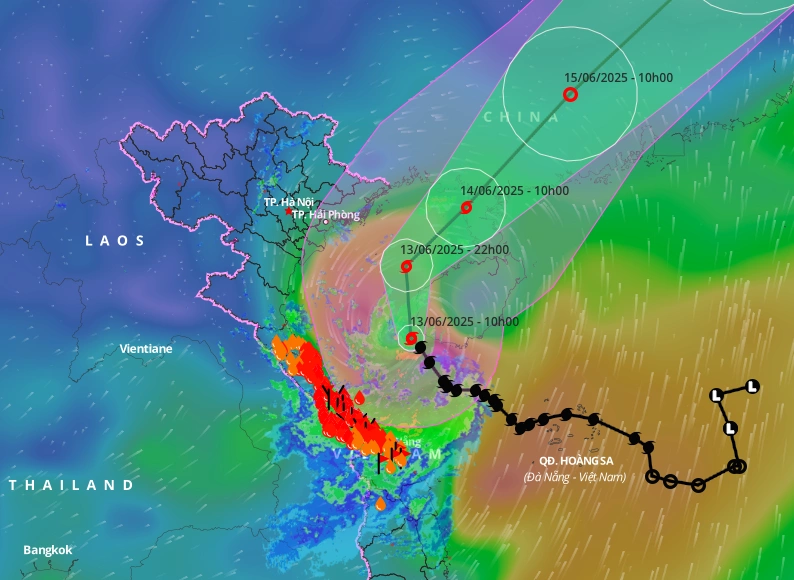 15/06/2025 - 10h00
CHINA
14/06/2025 - 10h00
TP. Hà Nội
TP. Hải Phòng
LAOS
13/06/2025 - 22h00
13/06/2025 - 10h00
Vientiane
L
L
L
VIETNAM
QĐ. HOÀNG SA
(Đà Nẵng - Việt Nam)
THAILAND
Bangkok